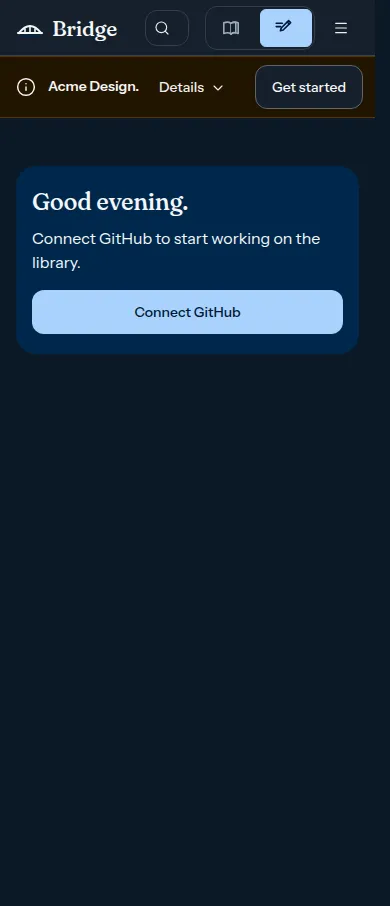 Bridge
Acme Design. Details Get started
Good evening.
Connect GitHub to start working on the
library.
Connect GitHub